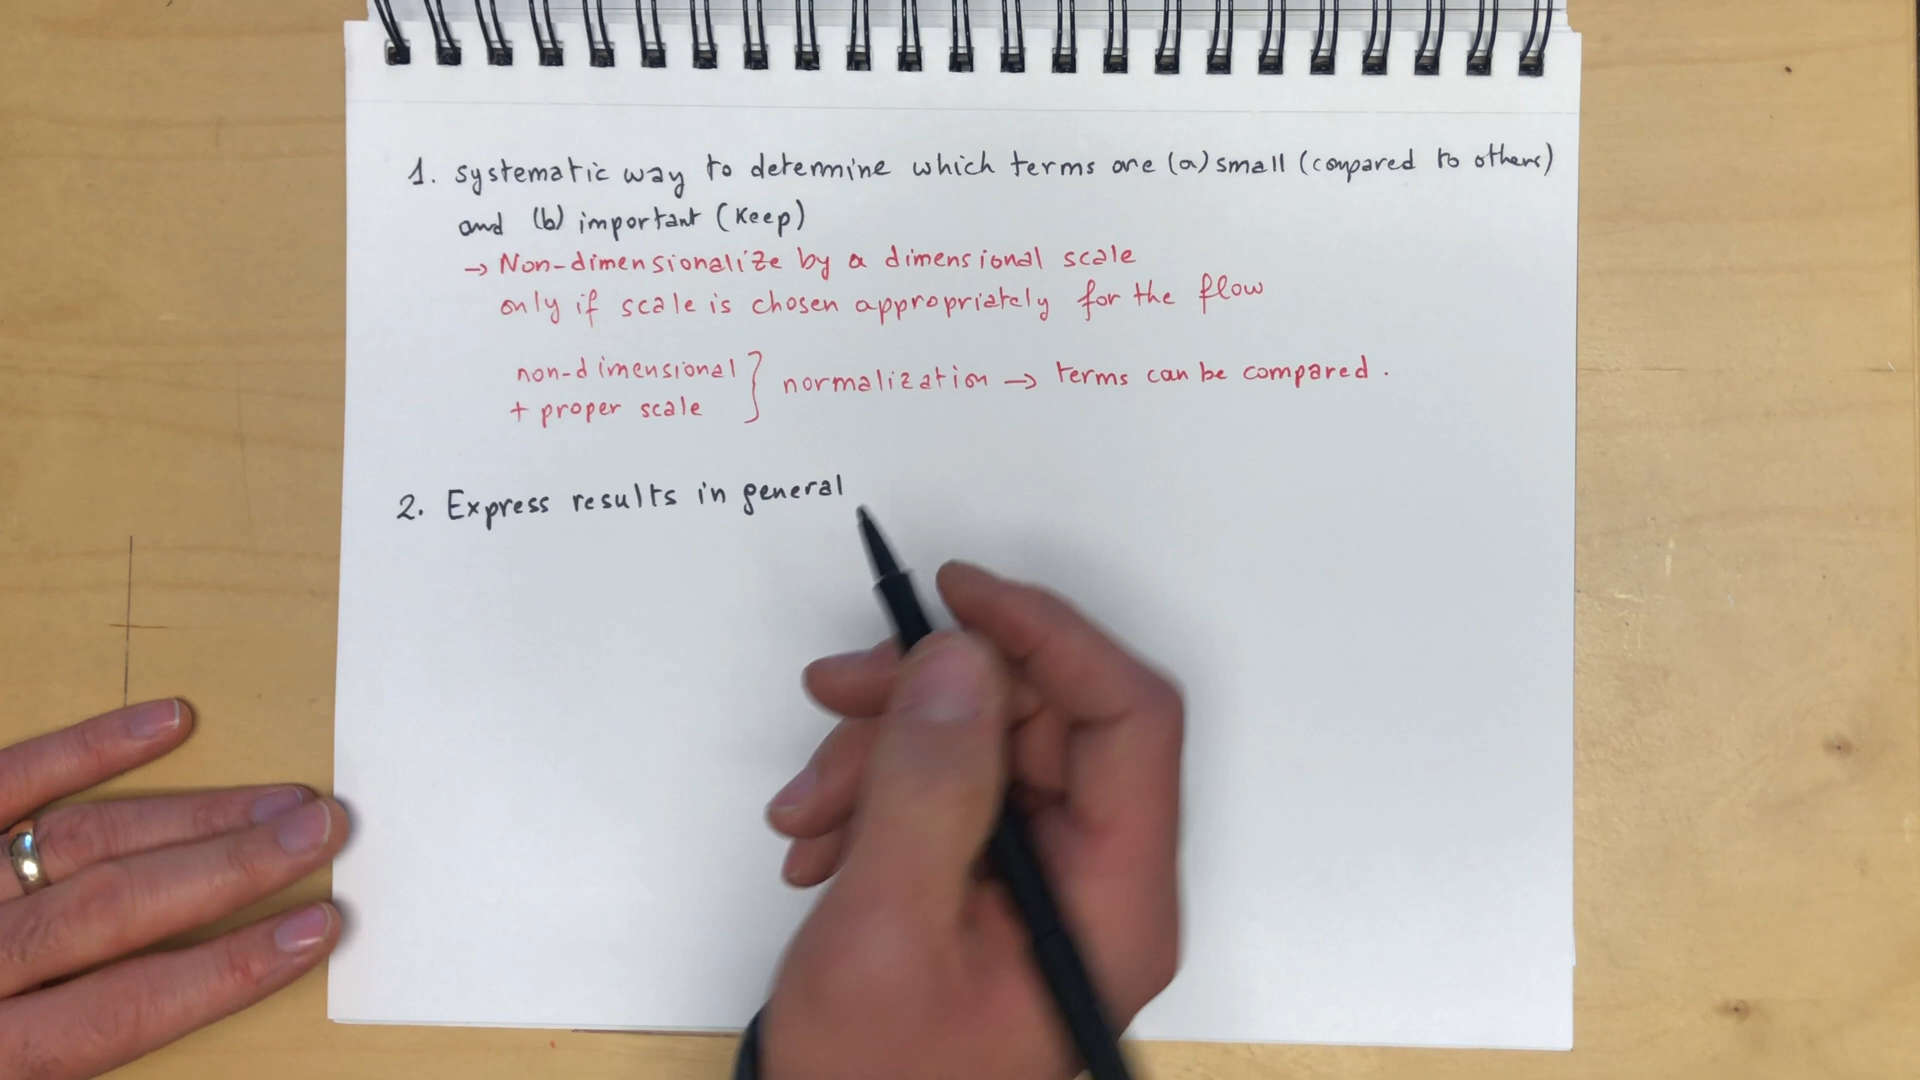 1. systematic way to determine which terms are (a) small (compared to others)
and (b) important (Keep)
→ Non-dimensionalize by a dimensional scale
only if scale is chosen appropriately for the flow
non-dimensional
+ proper scale } normalization → terms can be compared.
2. Express results in general